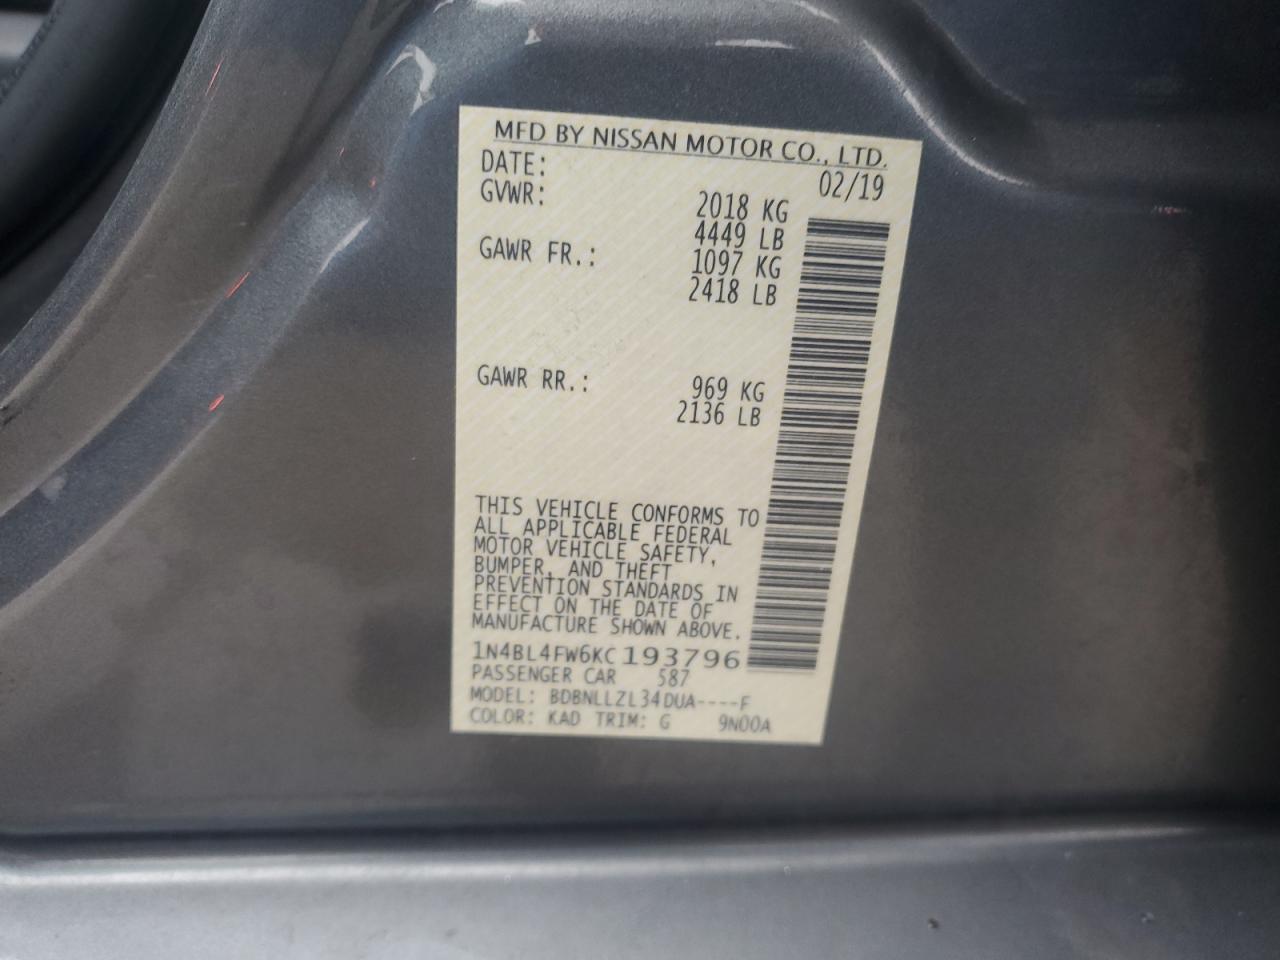 MFD BY NISSAN MOTOR CO., LTD.
DATE: 02/19
GVWR: 2018 KG
4449 LB
GAWR FR.: 1097 KG
2418 LB
GAWR RR.: 969 KG
2136 LB
THIS VEHICLE CONFORMS TO
ALL APPLICABLE FEDERAL
MOTOR VEHICLE SAFETY,
BUMPER, AND THEFT
PREVENTION STANDARDS IN
EFFECT ON THE DATE OF
MANUFACTURE SHOWN ABOVE.
1N4BL4FW6KC193796
PASSENGER CAR 587
MODEL: BDBNLLZL34DUA----F
COLOR: KAD TRIM: G 9N00A